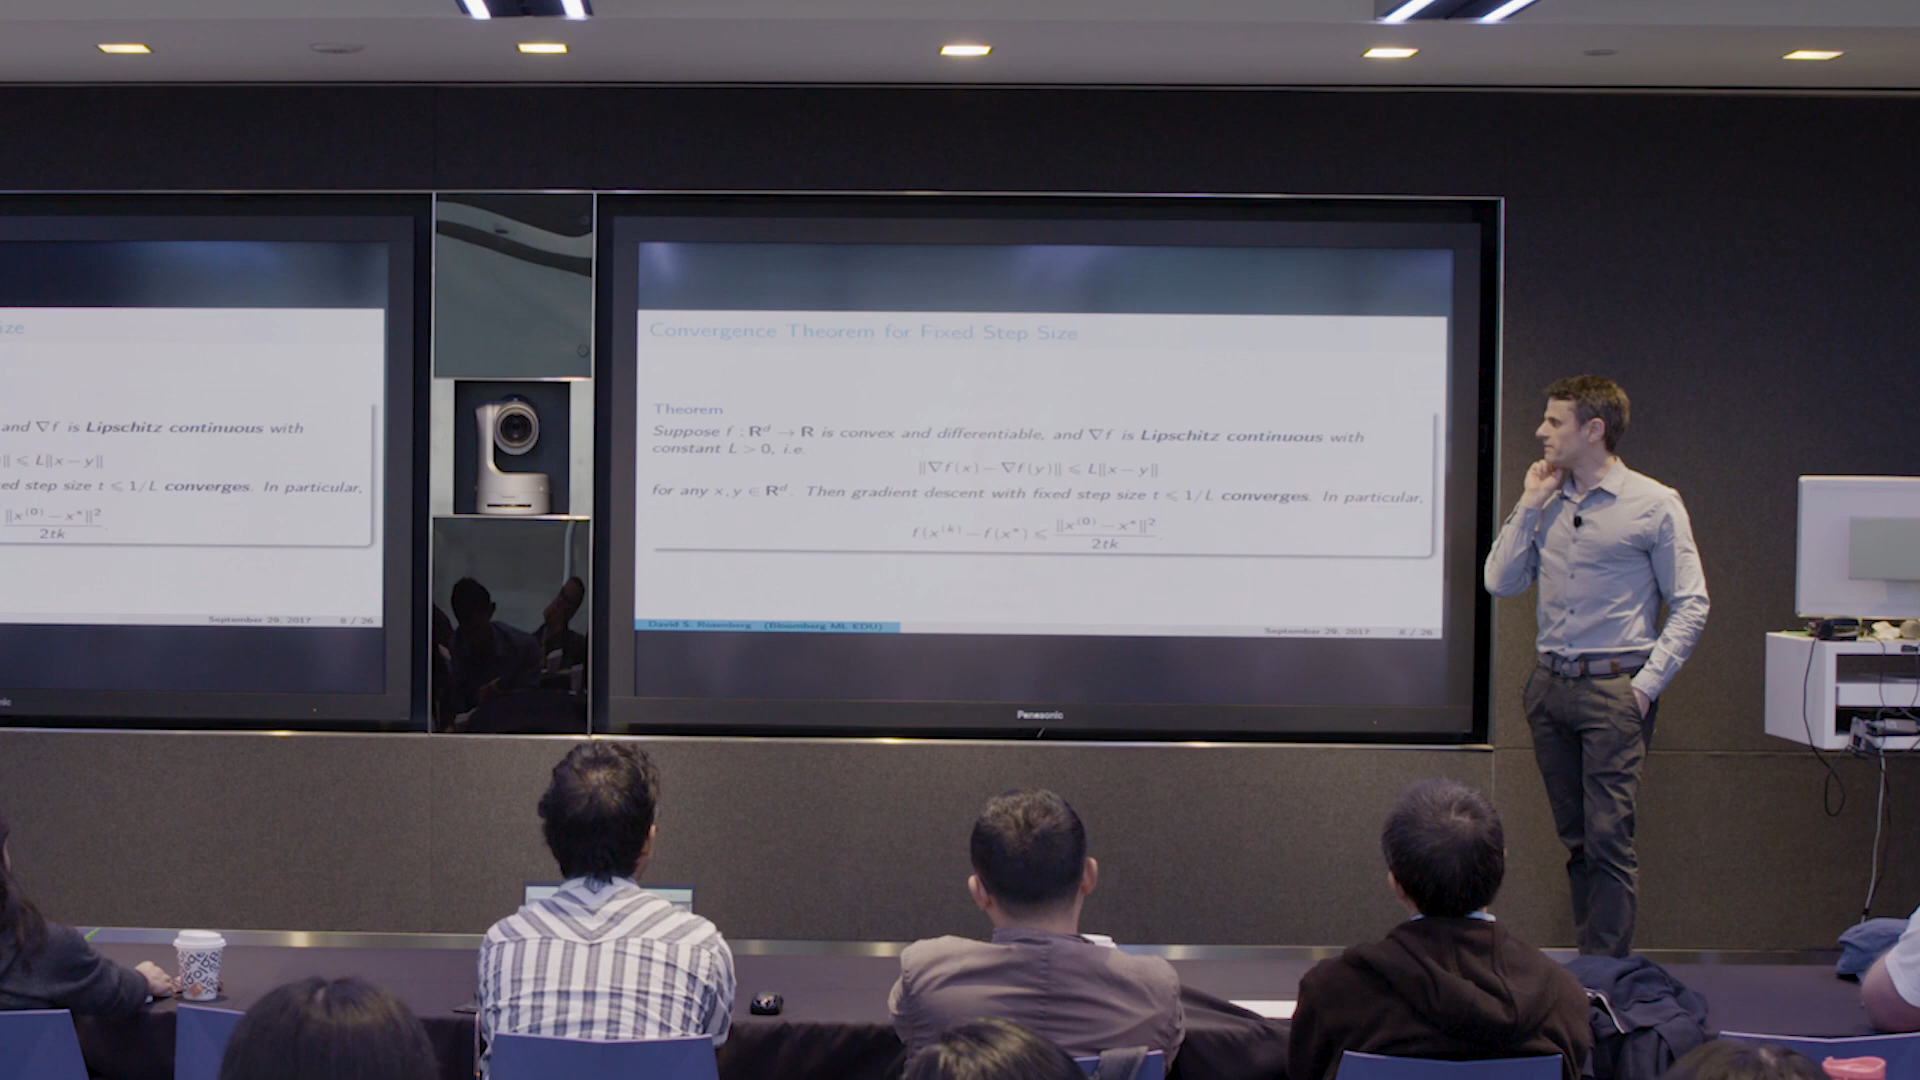 ize
and ∇f is Lipschitz continuous with
‖ ⩽ L‖x − y‖
ed step size t ⩽ 1/L converges. In particular,
‖x⁽⁰⁾ − x*‖²
2tk
September 29, 2017 8 / 26
nic
Convergence Theorem for Fixed Step Size
Theorem
Suppose f : Rᵈ → R is convex and differentiable, and ∇f is Lipschitz continuous with
constant L > 0, i.e.
‖∇f(x) − ∇f(y)‖ ⩽ L‖x − y‖
for any x, y ∈ Rᵈ. Then gradient descent with fixed step size t ⩽ 1/L converges. In particular,
f(x⁽ᵏ⁾ − f(x*) ⩽ ‖x⁽⁰⁾ − x*‖²
2tk
David S. Rosenberg (Bloomberg ML EDU) September 29, 2017 8 / 26
Panasonic